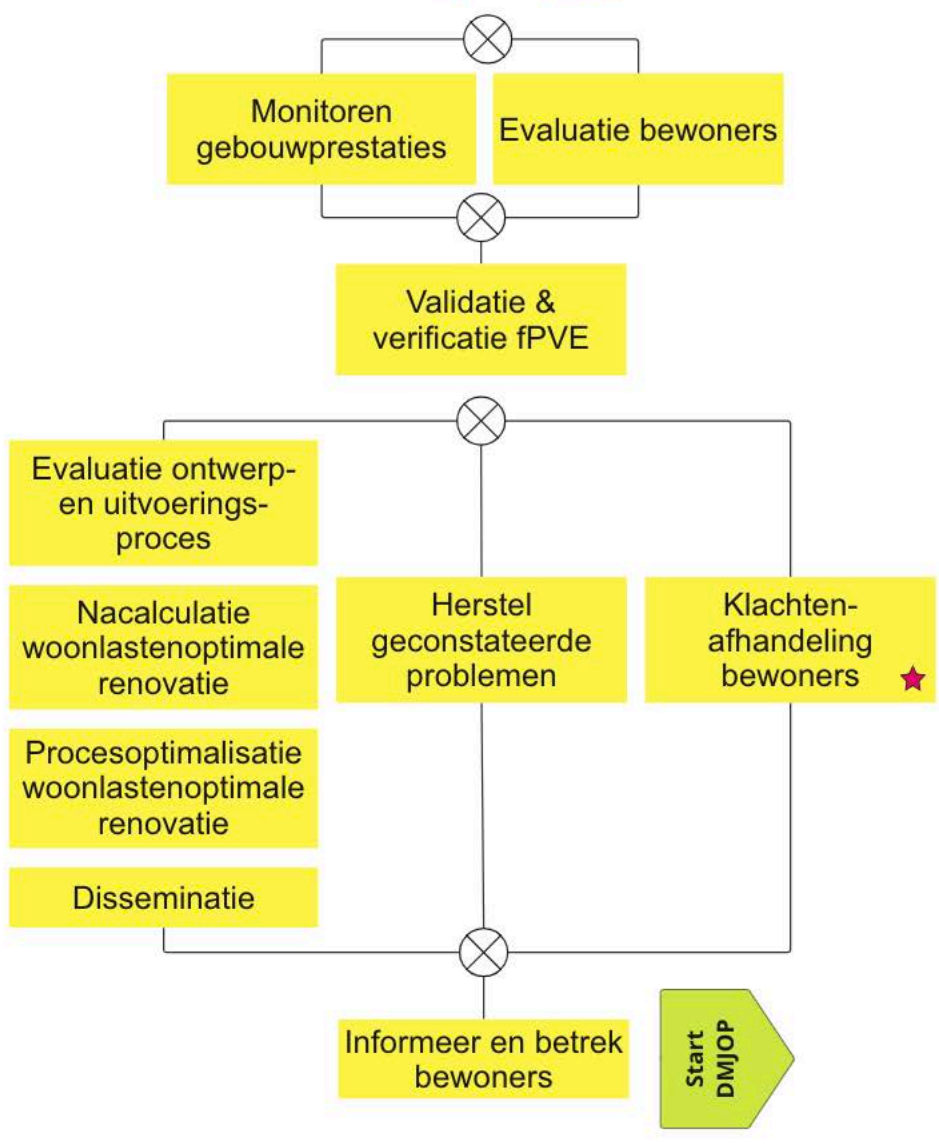 Monitoren
gebouwprestaties
Evaluatie bewoners
Validatie &
verificatie fPVE
Evaluatie ontwerp-
en uitvoerings-
proces
Nacalculatie
woonlastenoptimale
renovatie
Herstel
geconstateerde
problemen
Klachten-
afhandeling
bewoners
Procesoptimalisatie
woonlastenoptimale
renovatie
Disseminatie
Informeer en betrek
bewoners
Start
DMJOP